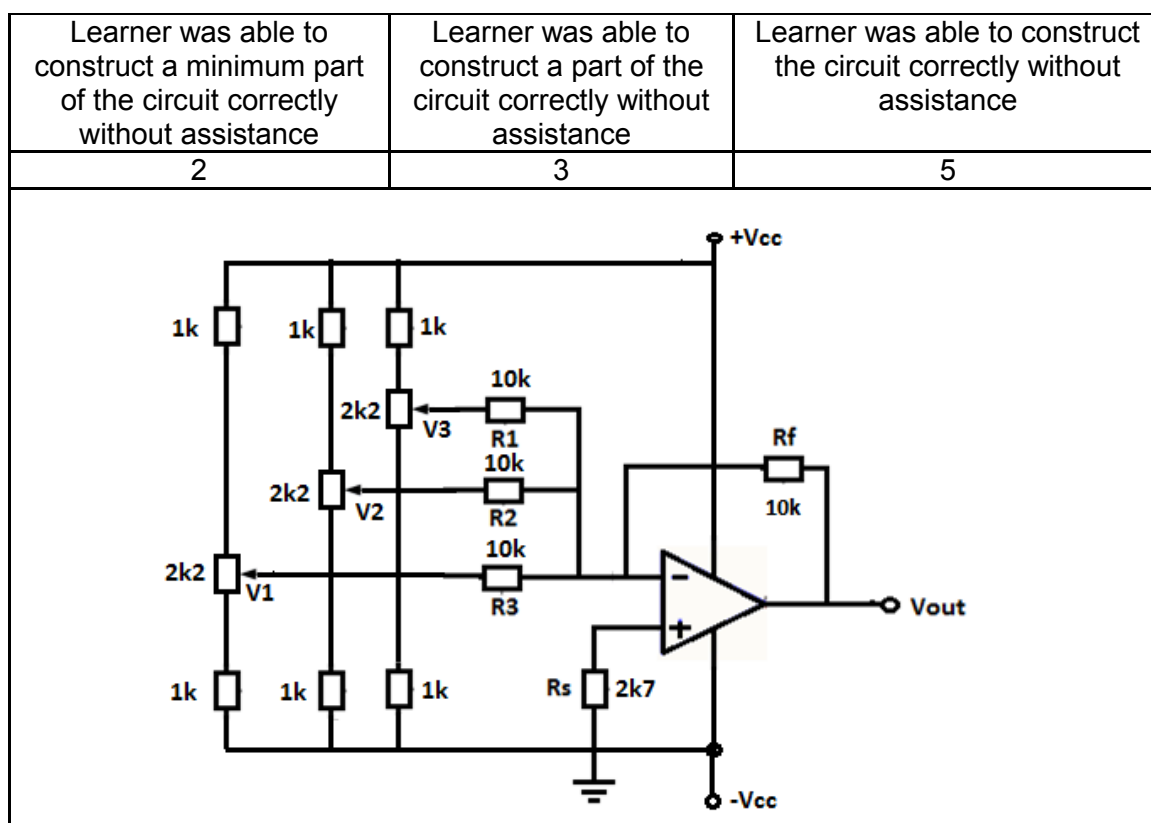 Learner was able to
construct a minimum part
of the circuit correctly
without assistance
Learner was able to
construct a part of the
circuit correctly without
assistance
Learner was able to construct
the circuit correctly without
assistance
2
3
5
+Vcc
1k
1k
1k
10k
2k2
V3
R1
Rf
10k
2k2
V2
R2
10k
10k
2k2
V1
R3
−
+
Vout
1k
1k
1k
Rs
2k7
-Vcc